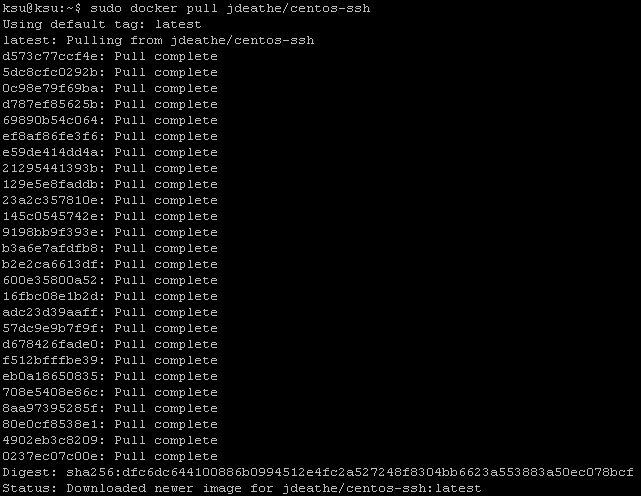 ksu@ksu:~$ sudo docker pull jdeathe/centos-ssh
Using default tag: latest
latest: Pulling from jdeathe/centos-ssh
d573c77ccf4e: Pull complete
5dc8cfc0292b: Pull complete
0c98e79f69ba: Pull complete
d787ef85625b: Pull complete
69890b54c064: Pull complete
ef8af86fe3f6: Pull complete
e59de414dd4a: Pull complete
21295441393b: Pull complete
129e5e8faddb: Pull complete
23a2c357810e: Pull complete
145c0545742e: Pull complete
9198bb9f393e: Pull complete
b3a6e7afdfb8: Pull complete
b2e2ca6613df: Pull complete
600e35800a52: Pull complete
16fbc08e1b2d: Pull complete
adc23d39aaff: Pull complete
57dc9e9b7f9f: Pull complete
d678426fade0: Pull complete
f512bfffbe39: Pull complete
eb0a18650835: Pull complete
708e5408e86c: Pull complete
8aa97395285f: Pull complete
80e0cf8538e1: Pull complete
4902eb3c8209: Pull complete
0237ec07c00e: Pull complete
Digest: sha256:dfc6dc644100886b0994512e4fc2a527248f8304bb6623a553883a50ec078bcf
Status: Downloaded newer image for jdeathe/centos-ssh:latest